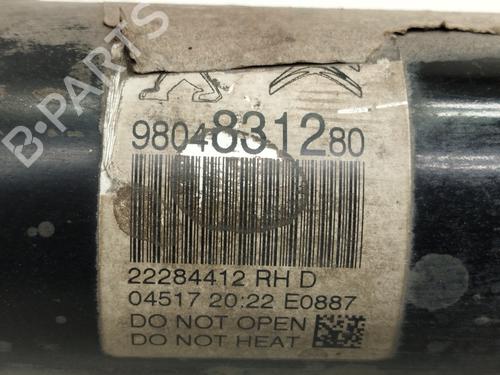 B-PARTS
9804831280
22284412 RH D
04517 20:22 E0887
DO NOT OPEN
DO NOT HEAT